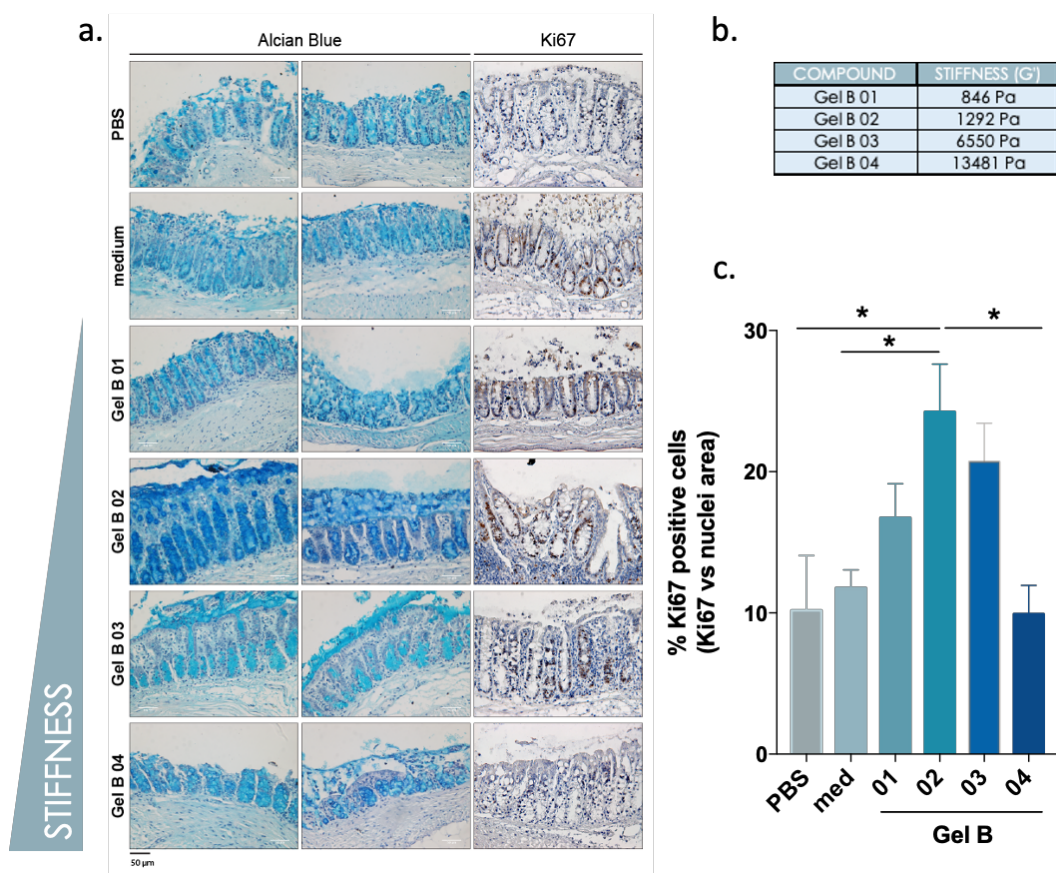 a.
Alcian Blue
Ki67
PBS
medium
Gel B 01
Gel B 02
Gel B 03
Gel B 04
STIFFNESS
50 µm
b.
COMPOUND STIFFNESS (G')
Gel B 01 846 Pa
Gel B 02 1292 Pa
Gel B 03 6550 Pa
Gel B 04 13481 Pa
c.
% Ki67 positive cells
(Ki67 vs nuclei area)
30
20
10
0
* *
*
PBS med 01 02 03 04
Gel B